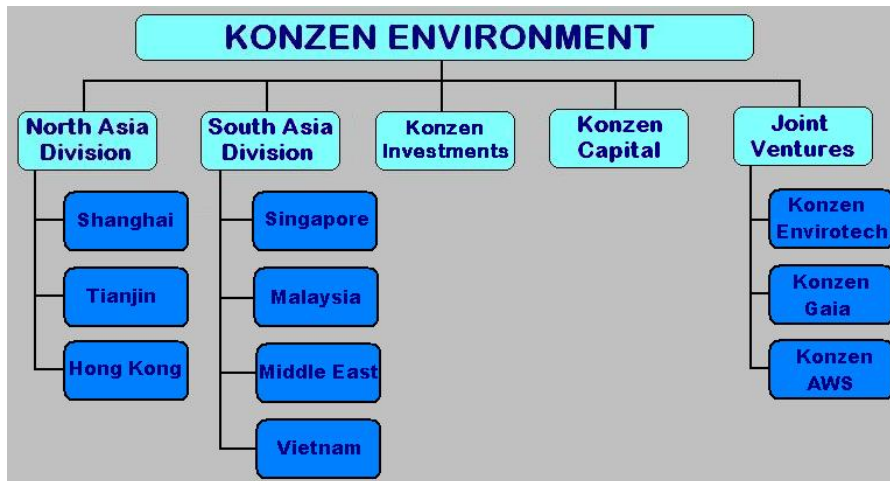 KONZEN ENVIRONMENT
North Asia
Division
South Asia
Division
Konzen
Investments
Konzen
Capital
Joint
Ventures
Shanghai
Tianjin
Hong Kong
Singapore
Malaysia
Middle East
Vietnam
Konzen
Envirotech
Konzen
Gaia
Konzen
AWS